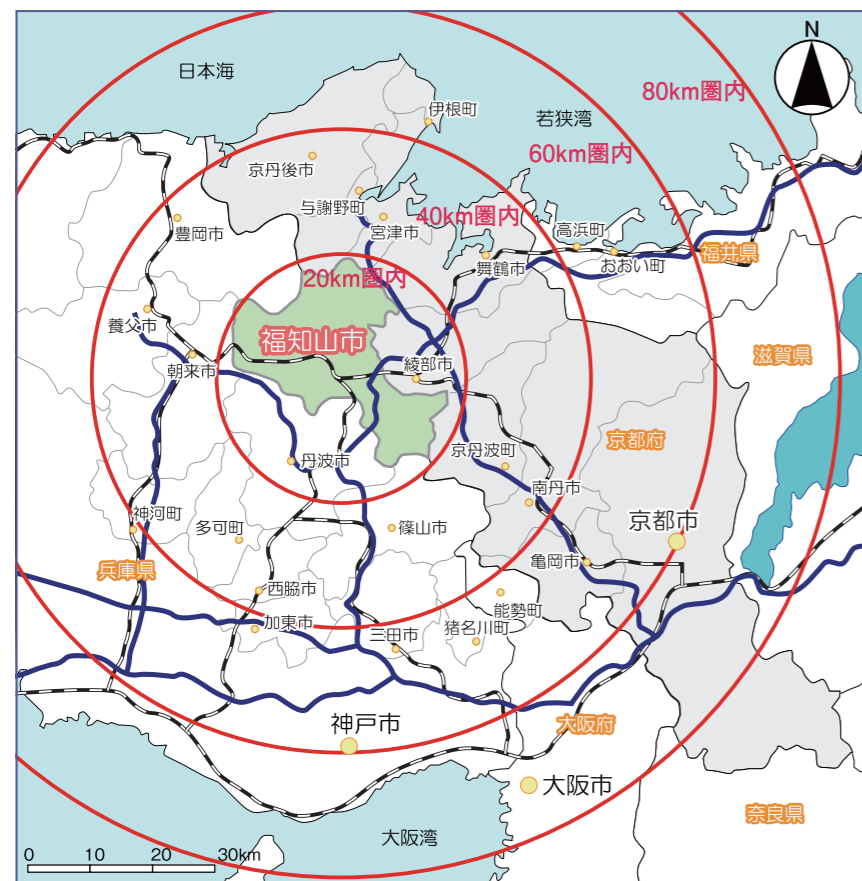 N
80km圏内
日本海
伊根町
若狭湾
60km圏内
京丹後市
与謝野町
40km圏内
豊岡市
宮津市
高浜町
福井県
舞鶴市
おおい町
20km圏内
養父市
福知山市
滋賀県
朝来市
綾部市
京都府
丹波市
京丹波町
南丹市
神河町
多可町
篠山市
京都市
亀岡市
兵庫県
西脇市
能勢町
加東市
三田市
猪名川町
神戸市
大阪府
大阪市
奈良県
大阪湾
0 10 20 30km